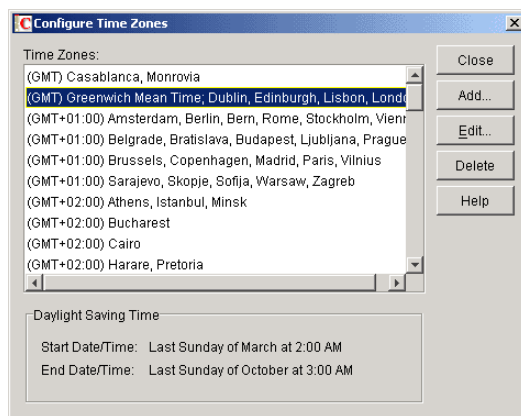 Configure Time Zones
Time Zones:
(GMT) Casablanca, Monrovia
(GMT) Greenwich Mean Time; Dublin, Edinburgh, Lisbon, Londo
(GMT+01:00) Amsterdam, Berlin, Bern, Rome, Stockholm, Vienn
(GMT+01:00) Belgrade, Bratislava, Budapest, Ljubljana, Prague
(GMT+01:00) Brussels, Copenhagen, Madrid, Paris, Vilnius
(GMT+01:00) Sarajevo, Skopje, Sofija, Warsaw, Zagreb
(GMT+02:00) Athens, Istanbul, Minsk
(GMT+02:00) Bucharest
(GMT+02:00) Cairo
(GMT+02:00) Harare, Pretoria
Close
Add...
Edit...
Delete
Help
Daylight Saving Time
Start Date/Time: Last Sunday of March at 2:00 AM
End Date/Time: Last Sunday of October at 3:00 AM